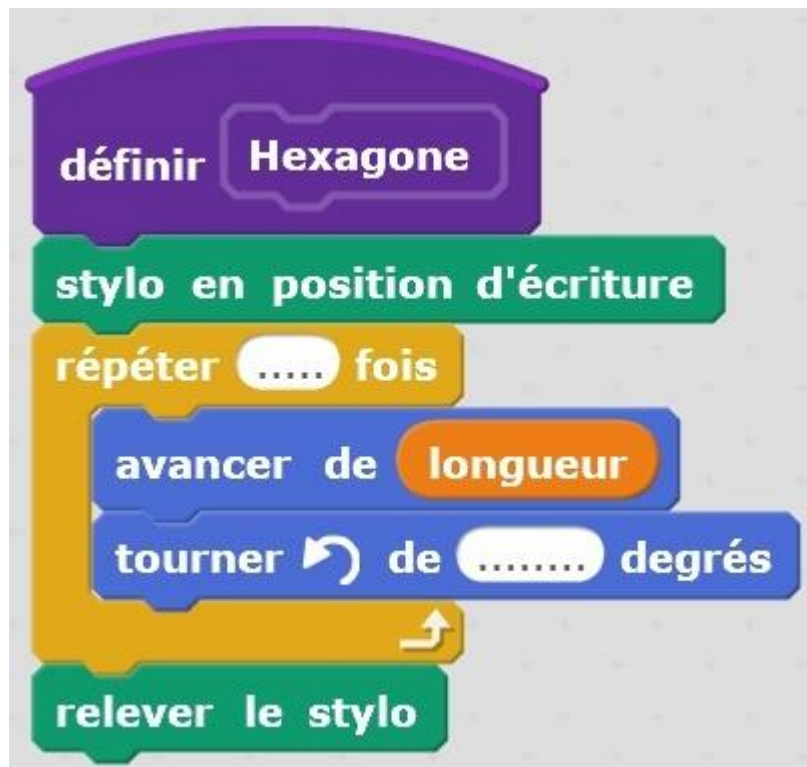 définir Hexagone
stylo en position d'écriture
répéter ..... fois
avancer de longueur
tourner de ........ degrés
relever le stylo